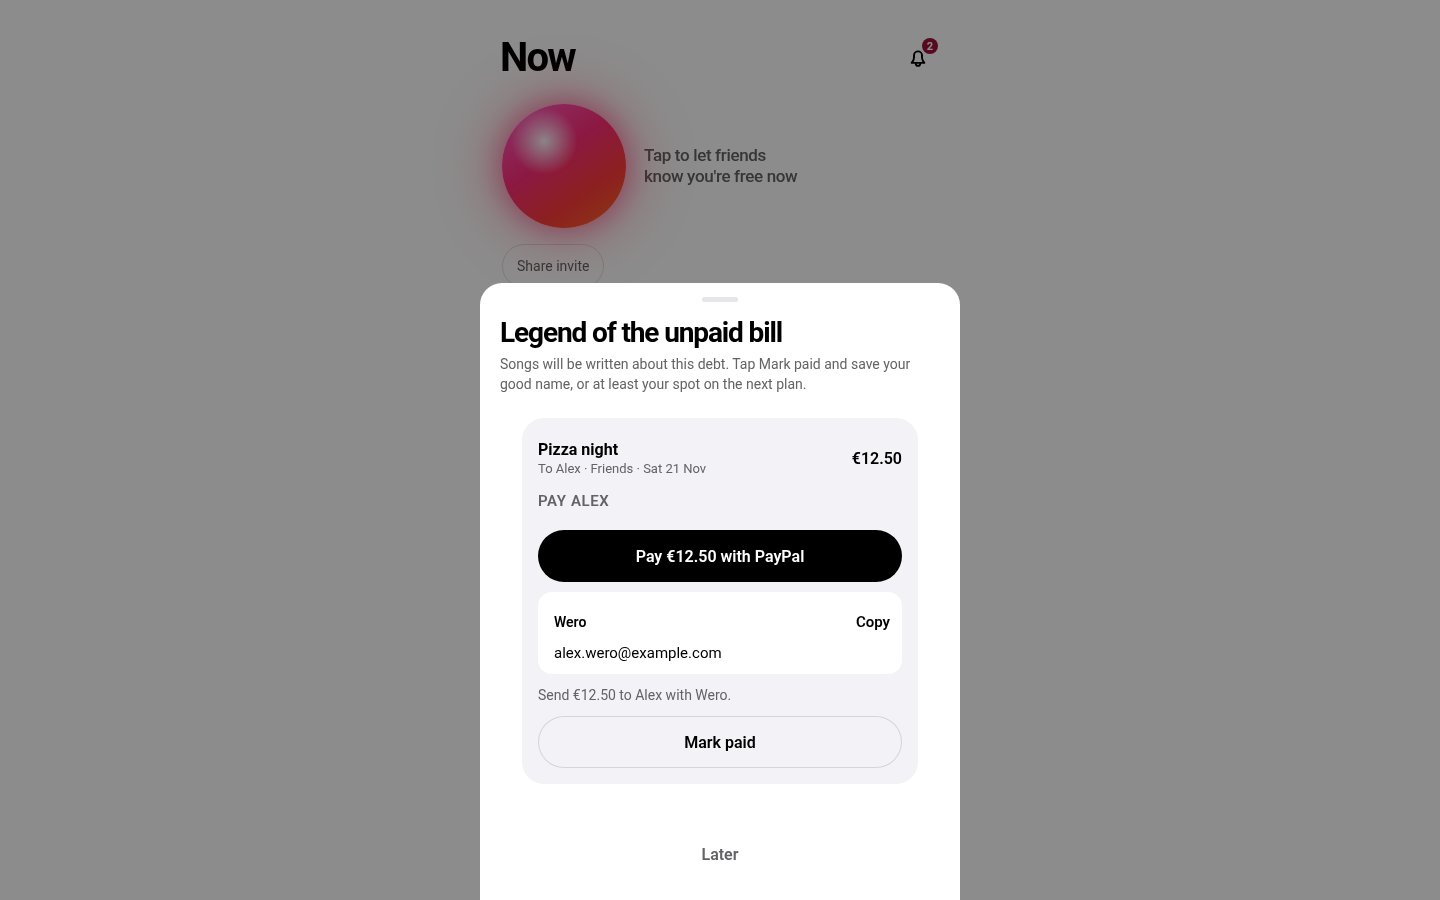 Now
2
Tap to let friends
know you're free now
Share invite
Legend of the unpaid bill
Songs will be written about this debt. Tap Mark paid and save your
good name, or at least your spot on the next plan.
Pizza night
€12.50
To Alex · Friends · Sat 21 Nov
PAY ALEX
Pay €12.50 with PayPal
Wero
Copy
alex.wero@example.com
Send €12.50 to Alex with Wero.
Mark paid
Later